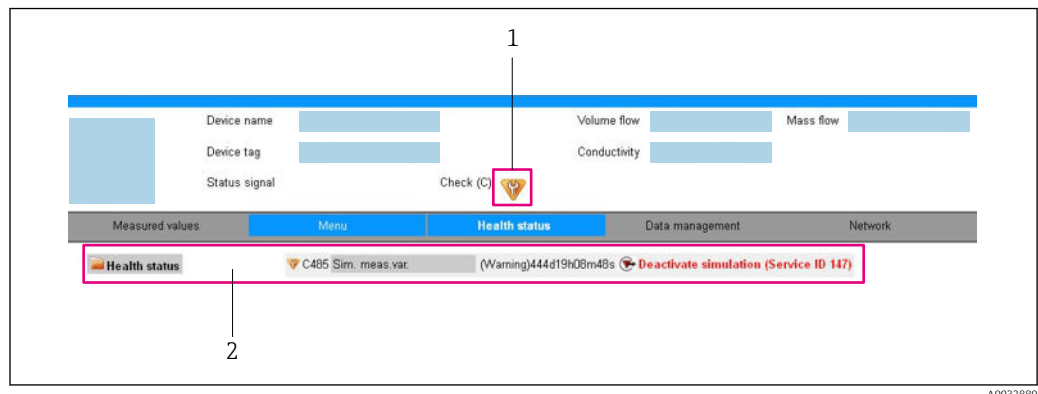 1
Device name
Volume flow
Mass flow
Device tag
Conductivity
Status signal
Check (C)
Measured values
Menu
Health status
Data management
Network
Health status
C485 Sim. meas.var.
(Warning)444d19h08m48s
Deactivate simulation (Service ID 147)
2